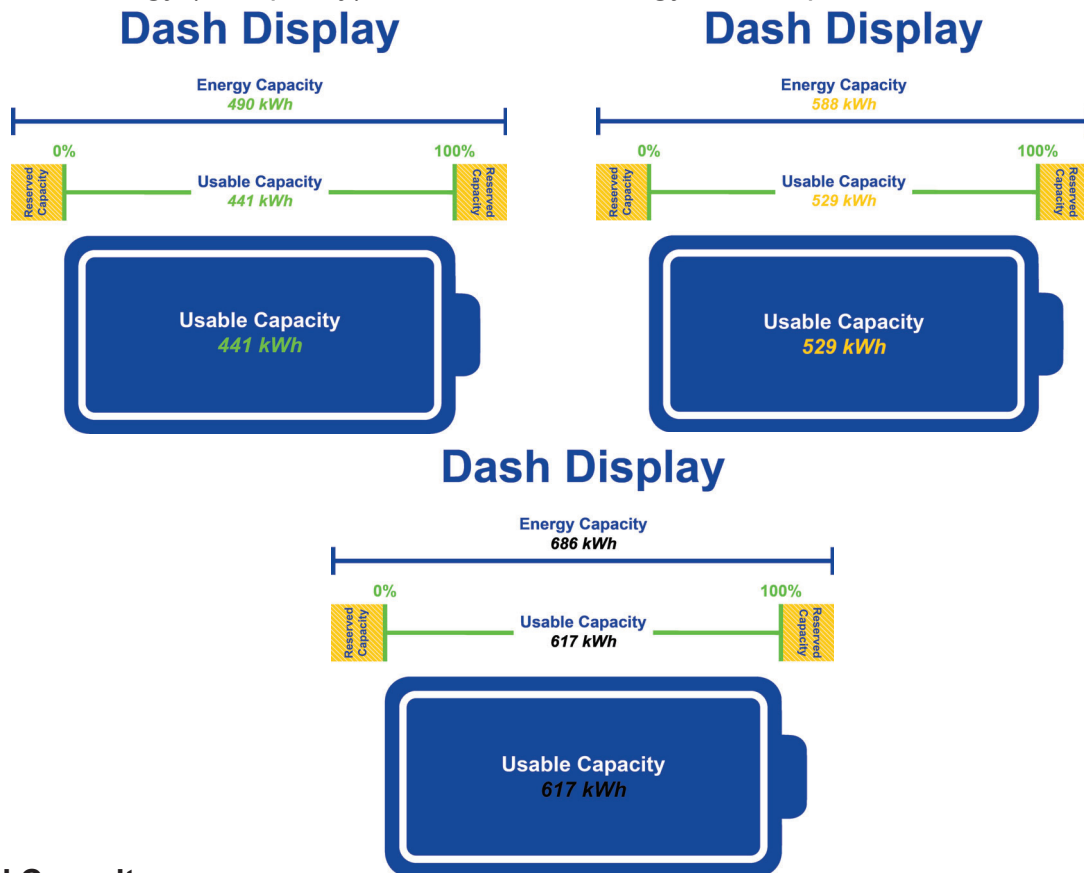 Dash Display
Energy Capacity
490 kWh
0%
100%
Reserved
Capacity
Usable Capacity
441 kWh
Reserved
Capacity
Usable Capacity
441 kWh
Dash Display
Energy Capacity
588 kWh
0%
100%
Reserved
Capacity
Usable Capacity
529 kWh
Reserved
Capacity
Usable Capacity
529 kWh
Dash Display
Energy Capacity
686 kWh
0%
100%
Reserved
Capacity
Usable Capacity
617 kWh
Reserved
Capacity
Usable Capacity
617 kWh